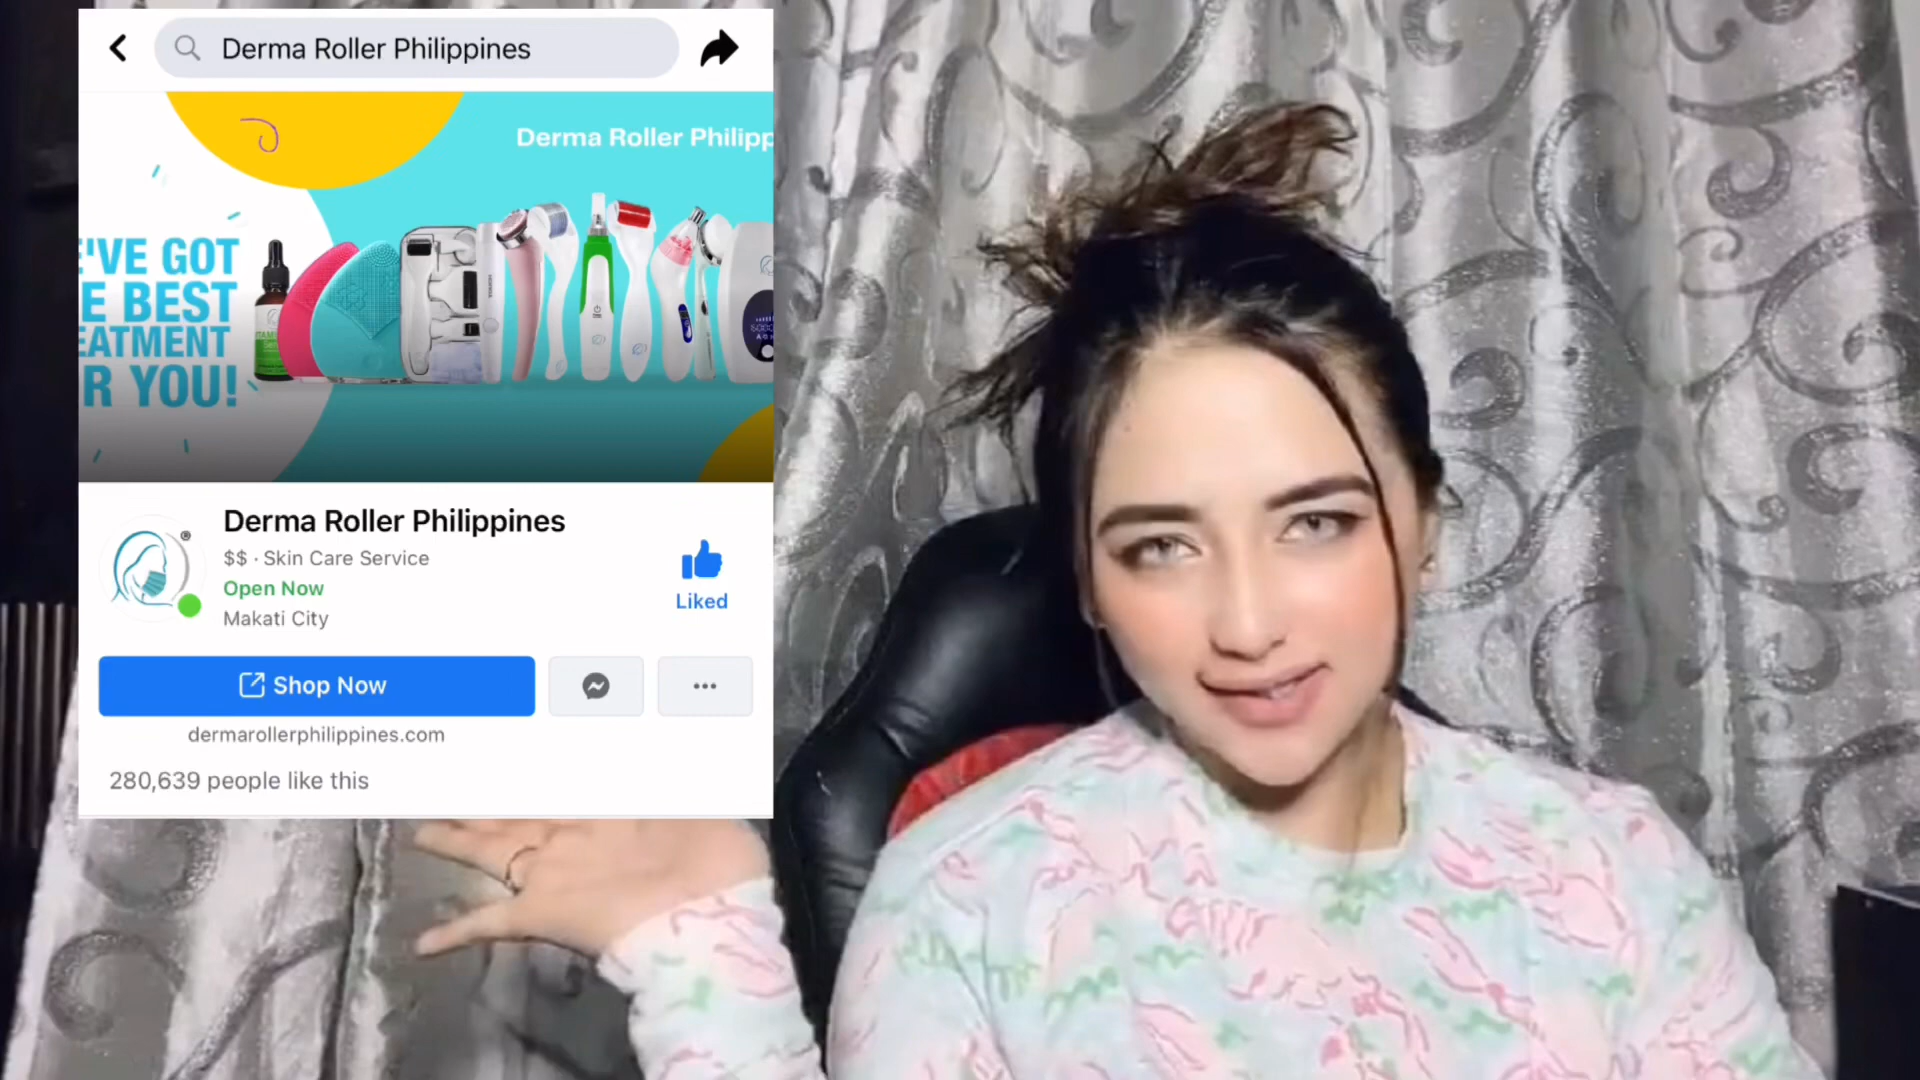 Derma Roller Philippines
Derma Roller Philipp
'VE GOT
E BEST
EATMENT
R YOU!
Derma Roller Philippines
$$ · Skin Care Service
Open Now
Makati City
Liked
Shop Now
dermarollerphilippines.com
280,639 people like this